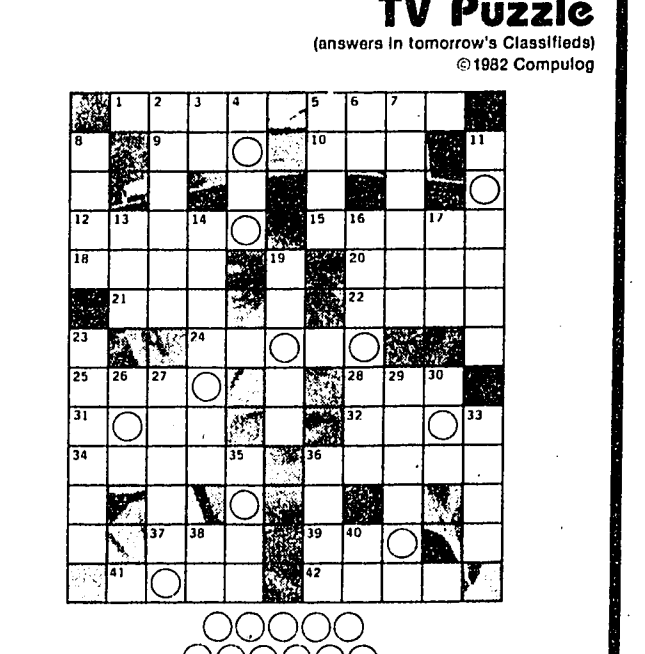 TV Puzzle
(answers in tomorrow's Classifieds)
©1982 Compulog
1 2 3 4 5 6 7
8 9 10 11
12 13 14 15 16 17
18 19 20
21 22
23 24
25 26 27 28 29 30
31 32 33
34 35 36
37 38 39 40
41 42